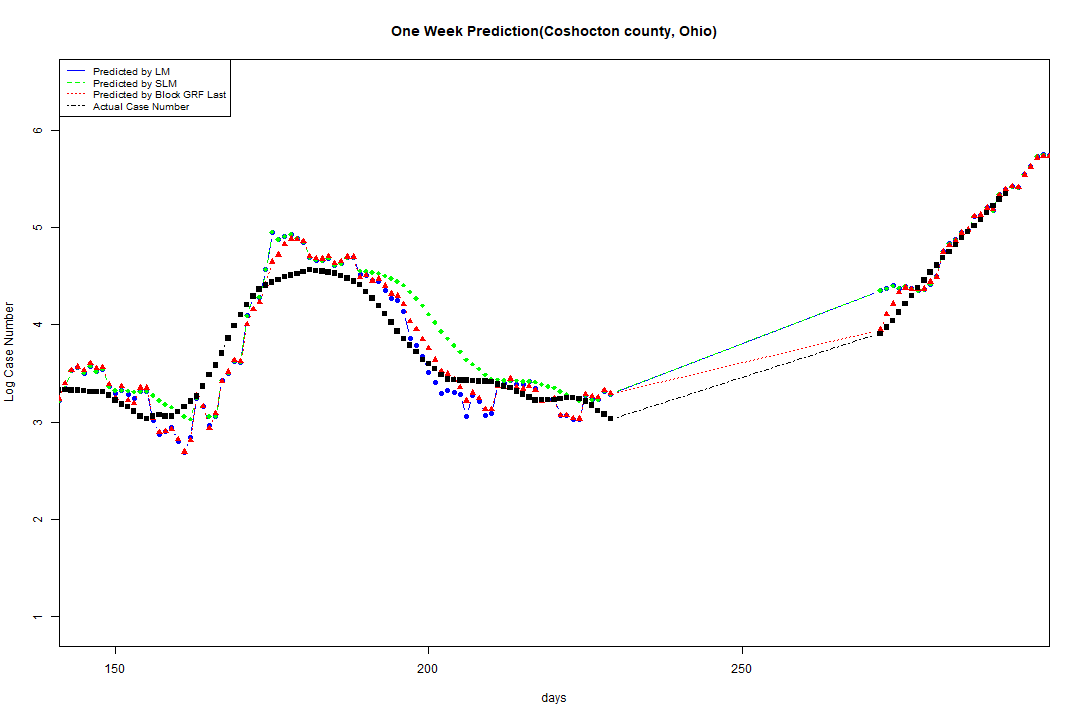 One Week Prediction(Coshocton county, Ohio)
Predicted by LM
Predicted by SLM
Predicted by Block GRF Last
Actual Case Number
6
5
4
3
2
1
Log Case Number
150 200 250
days